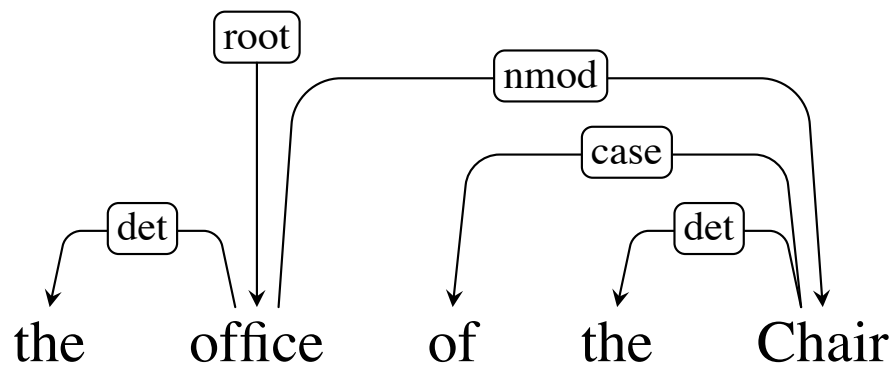 root
nmod
case
det det
the office of the Chair